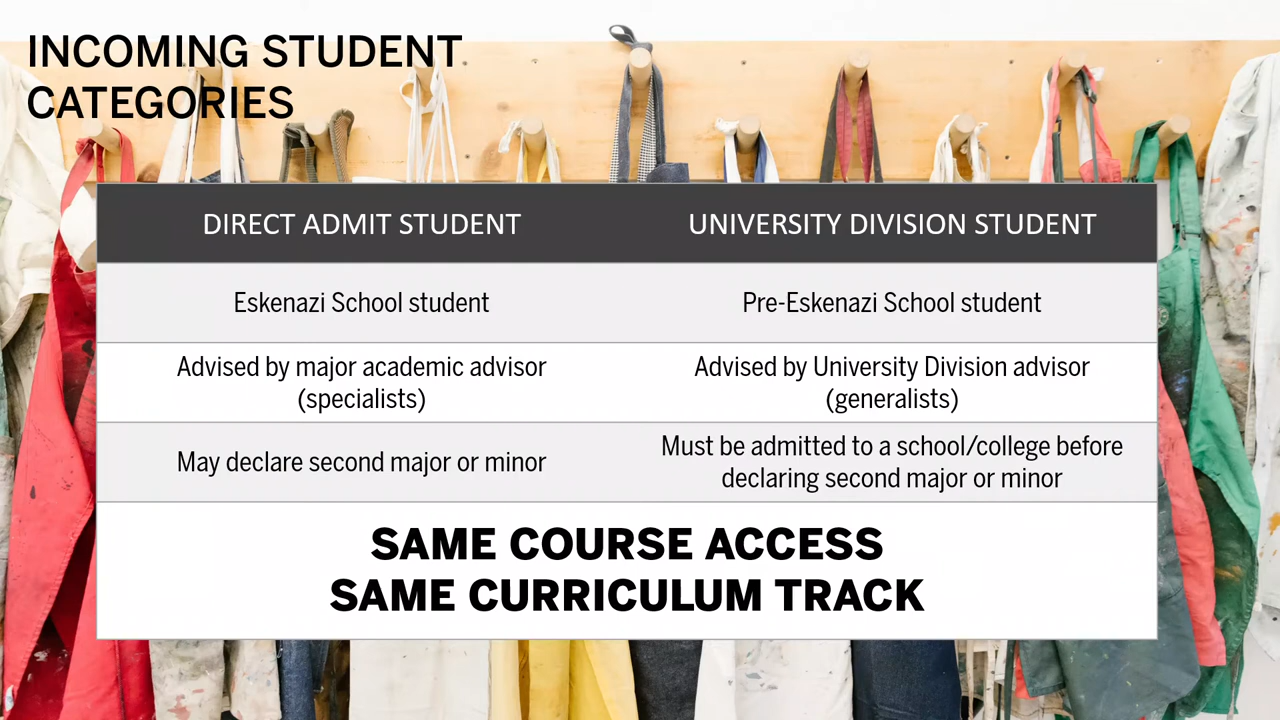 INCOMING STUDENT
CATEGORIES
DIRECT ADMIT STUDENT
UNIVERSITY DIVISION STUDENT
Eskenazi School student
Pre-Eskenazi School student
Advised by major academic advisor
(specialists)
Advised by University Division advisor
(generalists)
May declare second major or minor
Must be admitted to a school/college before
declaring second major or minor
SAME COURSE ACCESS
SAME CURRICULUM TRACK